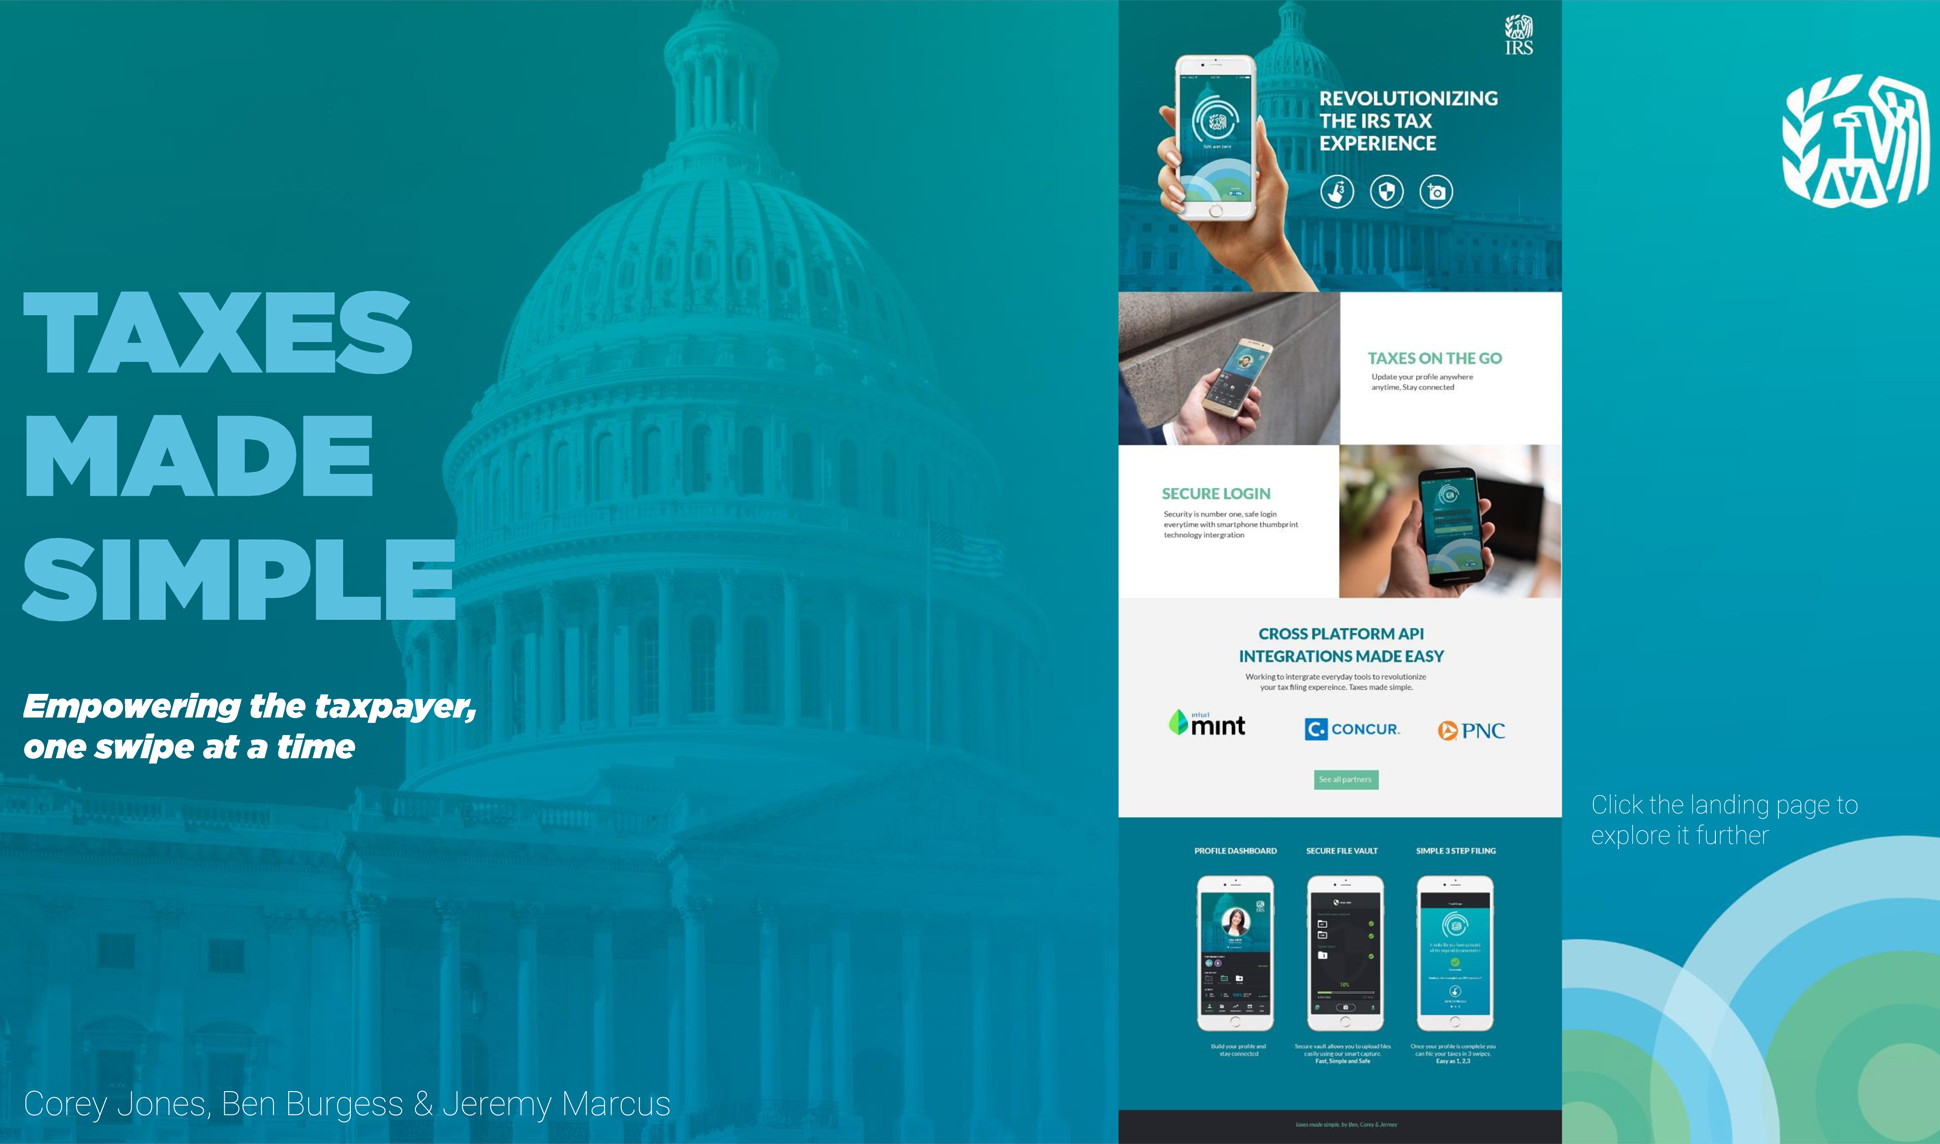 TAXES
MADE
SIMPLE
Empowering the taxpayer,
one swipe at a time
Corey Jones, Ben Burgess & Jeremy Marcus
IRS
REVOLUTIONIZING
THE IRS TAX
EXPERIENCE
3
TAXES ON THE GO
Update your profile anywhere
anytime, Stay connected
SECURE LOGIN
Security is number one, safe login
everytime with smartphone thumbprint
technology intergration
CROSS PLATFORM API
INTEGRATIONS MADE EASY
Working to intergrate everyday tools to revolutionize
your tax filing expereince. Taxes made simple.
intuit
mint
C. CONCUR.
PNC
See all partners
PROFILE DASHBOARD
SECURE FILE VAULT
SIMPLE 3 STEP FILING
IRS
10%
Build your profile and
stay connected
Secure vault allows you to upload files
easily using our smart capture.
Fast, Simple and Safe
Once your profile is complete you
can file your taxes in 3 swipes.
Easy as 1, 2,3
taxes made simple. by Ben, Corey & Jermey
Click the landing page to
explore it further